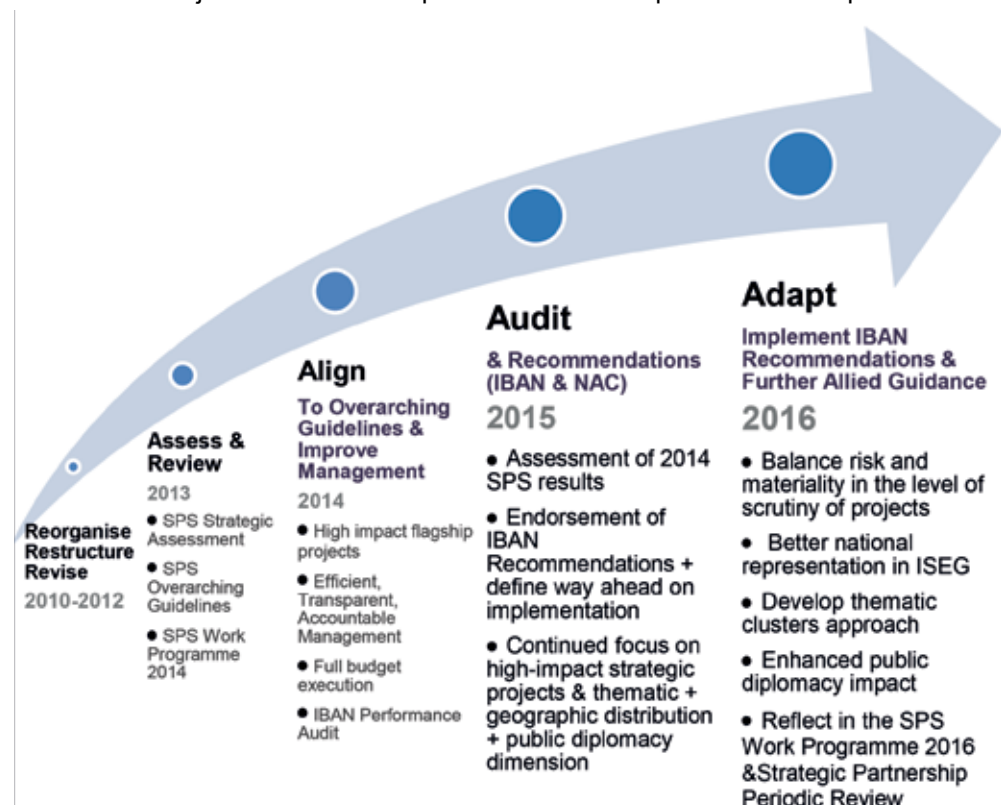 Reorganise
Restructure
Revise
2010-2012
Assess &
Review
2013
● SPS Strategic
Assessment
● SPS
Overarching
Guidelines
● SPS Work
Programme
2014
Align
To Overarching
Guidelines &
Improve
Management
2014
● High impact flagship
projects
● Efficient,
Transparent,
Accountable
Management
● Full budget
execution
● IBAN Performance
Audit
Audit
& Recommendations
(IBAN & NAC)
2015
● Assessment of 2014
SPS results
● Endorsement of
IBAN
Recommendations +
define way ahead on
implementation
● Continued focus on
high-impact strategic
projects & thematic +
geographic distribution
+ public diplomacy
dimension
Adapt
Implement IBAN
Recommendations &
Further Allied Guidance
2016
● Balance risk and
materiality in the level of
scrutiny of projects
● Better national
representation in ISEG
● Develop thematic
clusters approach
● Enhanced public
diplomacy impact
● Reflect in the SPS
Work Programme 2016
&Strategic Partnership
Periodic Review